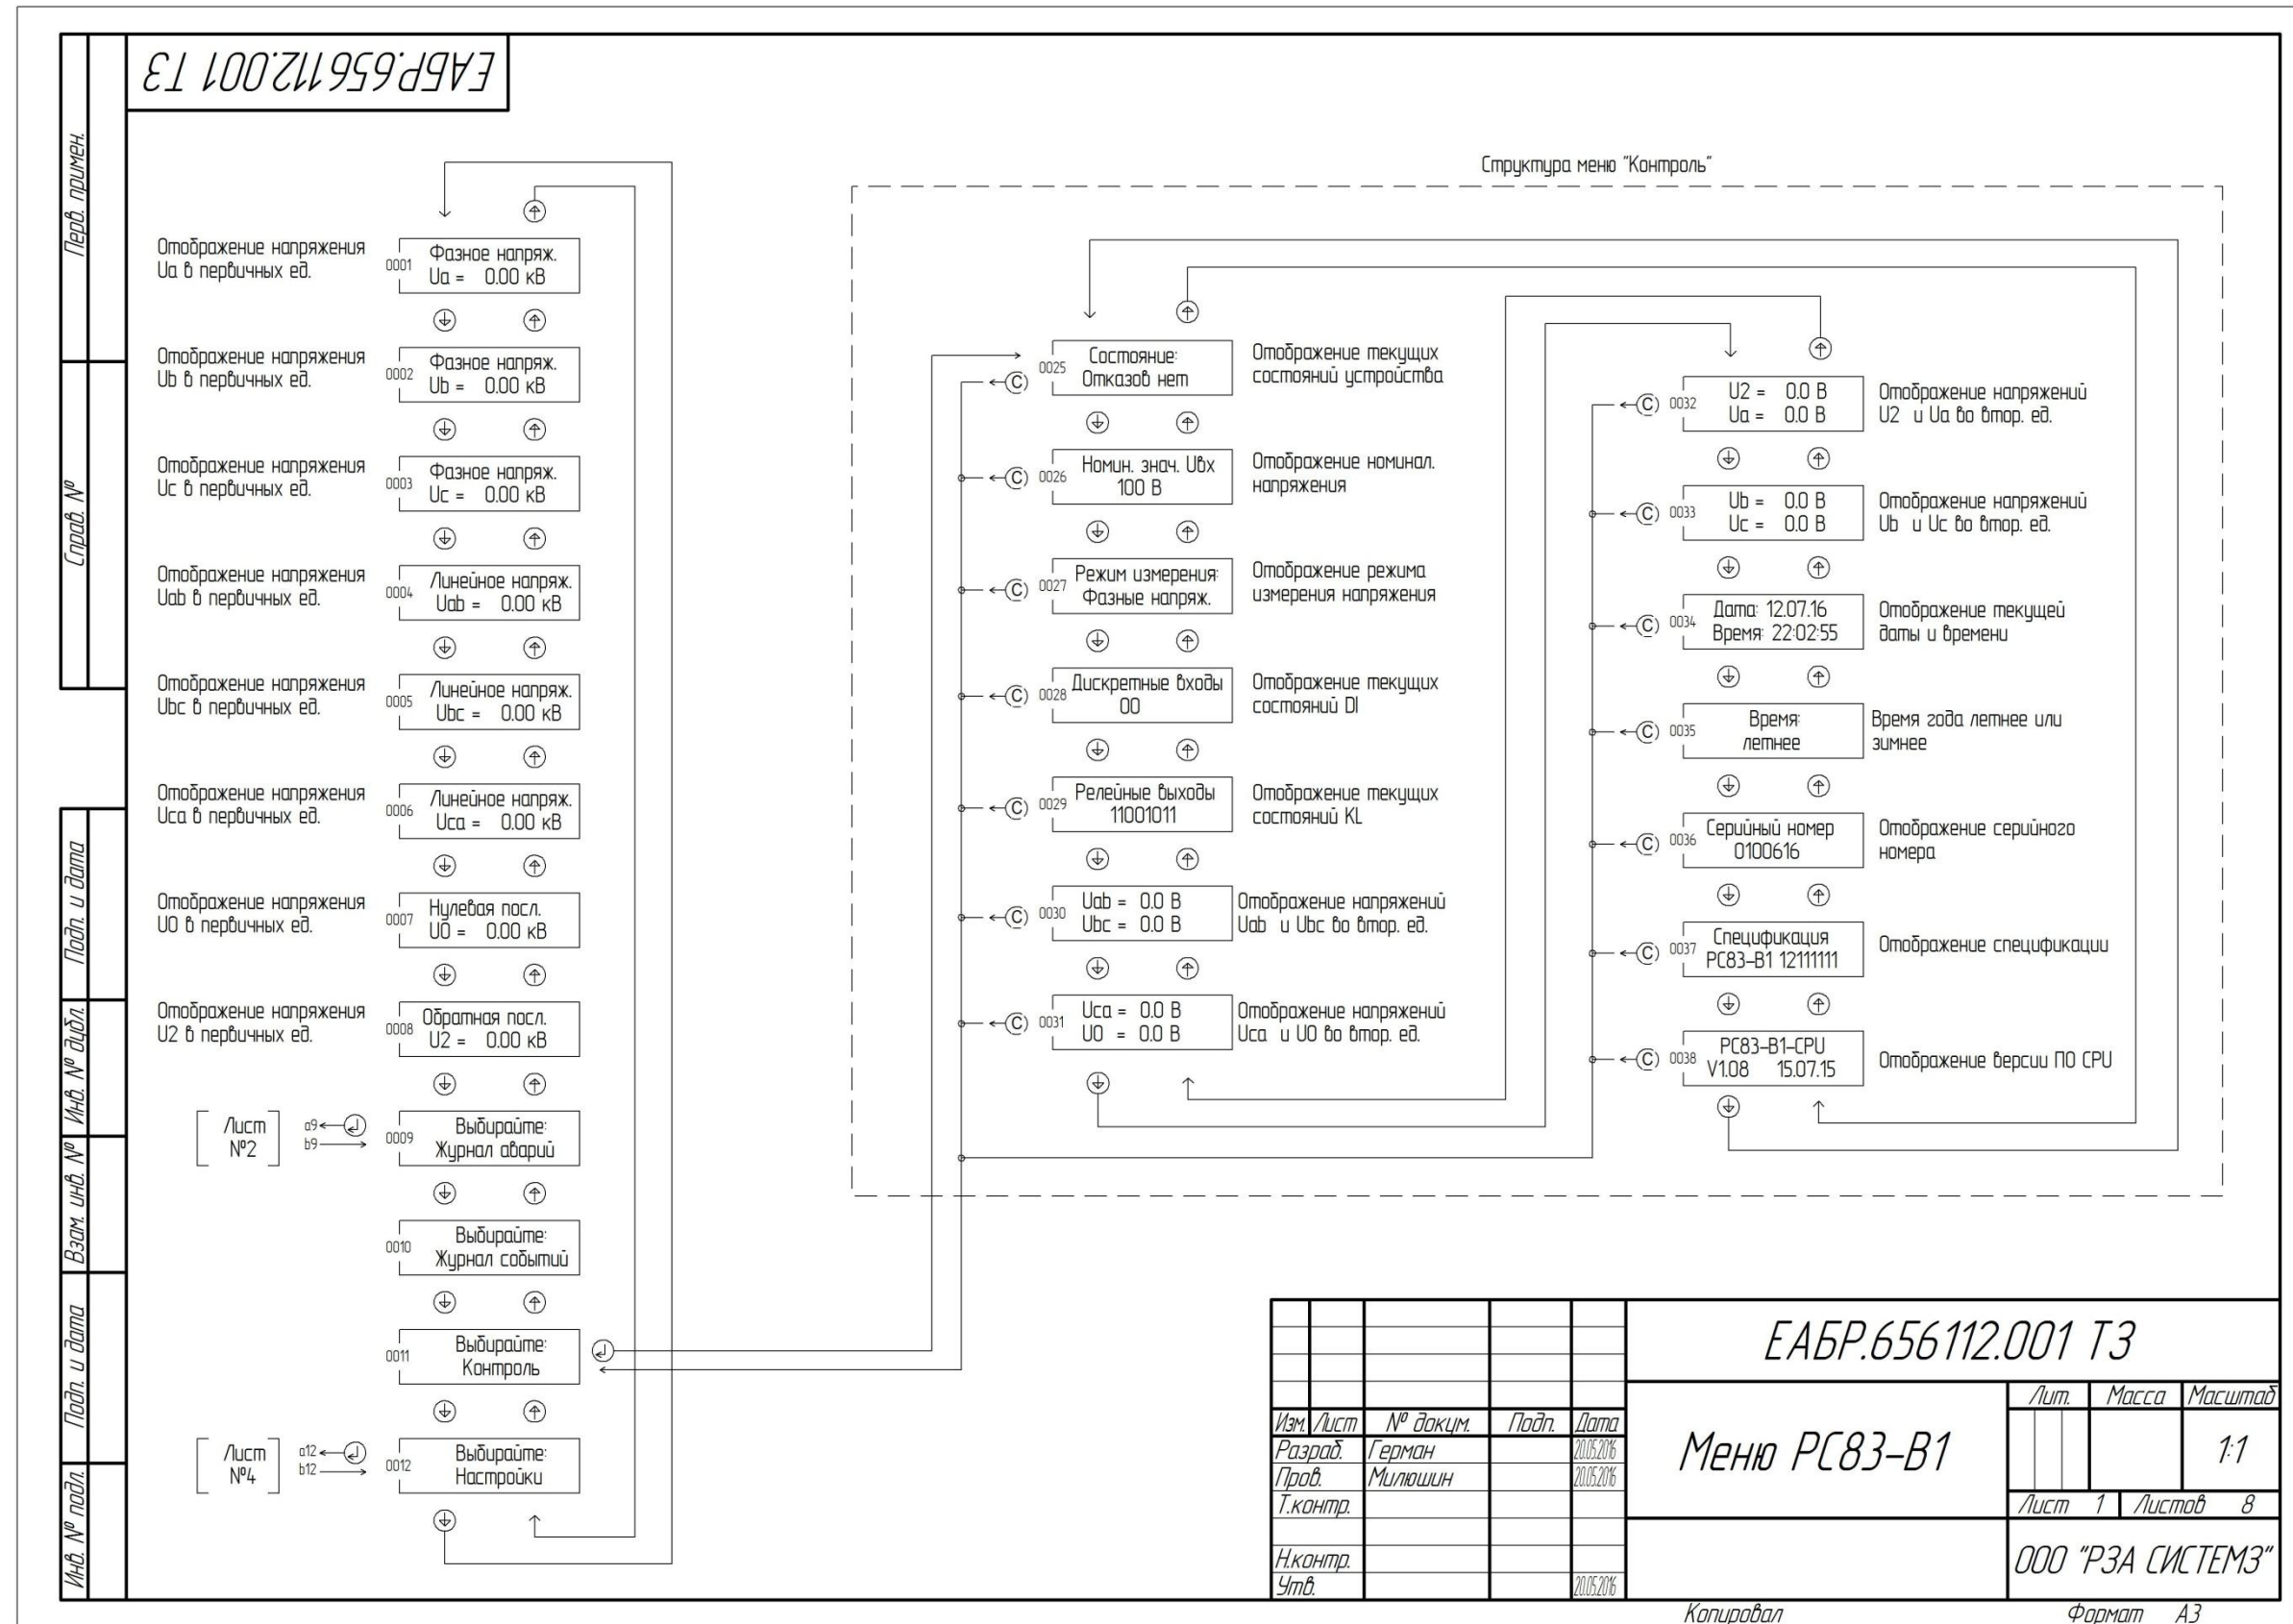 ЕАБР.656112.001 ТЗ
Перв. примен.
Справ. №
Подп. и дата
Инв. № дубл.
Взам. инв. №
Подп. и дата
Инв. № подл.
Отображение напряжения
Ua в первичных ед.
0001
Фазное напряж.
Ua = 0.00 кВ
Отображение напряжения
Ub в первичных ед.
0002
Фазное напряж.
Ub = 0.00 кВ
Отображение напряжения
Uc в первичных ед.
0003
Фазное напряж.
Uc = 0.00 кВ
Отображение напряжения
Uab в первичных ед.
0004
Линейное напряж.
Uab = 0.00 кВ
Отображение напряжения
Ubc в первичных ед.
0005
Линейное напряж.
Ubc = 0.00 кВ
Отображение напряжения
Uca в первичных ед.
0006
Линейное напряж.
Uca = 0.00 кВ
Отображение напряжения
U0 в первичных ед.
0007
Нулевая посл.
U0 = 0.00 кВ
Отображение напряжения
U2 в первичных ед.
0008
Обратная посл.
U2 = 0.00 кВ
Лист
№2
a9
b9
0009
Выбирайте:
Журнал аварий
0010
Выбирайте:
Журнал событий
0011
Выбирайте:
Контроль
Лист
№4
a12
b12
0012
Выбирайте:
Настройки
Структура меню "Контроль"
C
0025
Состояние:
Отказов нет
Отображение текущих
состояний устройства
C
0026
Номин. знач. Uвх
100 В
Отображение номинал.
напряжения
C
0027
Режим измерения:
Фазные напряж.
Отображение режима
измерения напряжения
C
0028
Дискретные входы
00
Отображение текущих
состояний DI
C
0029
Релейные выходы
11001011
Отображение текущих
состояний KL
C
0030
Uab = 0.0 В
Ubc = 0.0 В
Отображение напряжений
Uab и Ubc во втор. ед.
C
0031
Uca = 0.0 В
U0 = 0.0 В
Отображение напряжений
Uca и U0 во втор. ед.
C
0032
U2 = 0.0 В
Ua = 0.0 В
Отображение напряжений
U2 и Ua во втор. ед.
C
0033
Ub = 0.0 В
Uc = 0.0 В
Отображение напряжений
Ub и Uc во втор. ед.
C
0034
Дата: 12.07.16
Время: 22:02:55
Отображение текущей
даты и времени
C
0035
Время:
летнее
Время года летнее или
зимнее
C
0036
Серийный номер
0100616
Отображение серийного
номера
C
0037
Спецификация
РС83-В1 12111111
Отображение спецификации
C
0038
РС83-В1-CPU
V1.08 15.07.15
Отображение версии ПО CPU
ЕАБР.656112.001 ТЗ
Изм. Лист № докум. Подп. Дата
Разраб. Герман 20.05.2016
Пров. Милюшин 20.05.2016
Т.контр.
Н.контр.
Утв. 20.05.2016
Меню РС83-В1
Лит. Масса Масштаб
1:1
Лист 1 Листов 8
ООО "РЗА СИСТЕМЗ"
Копировал
Формат А3